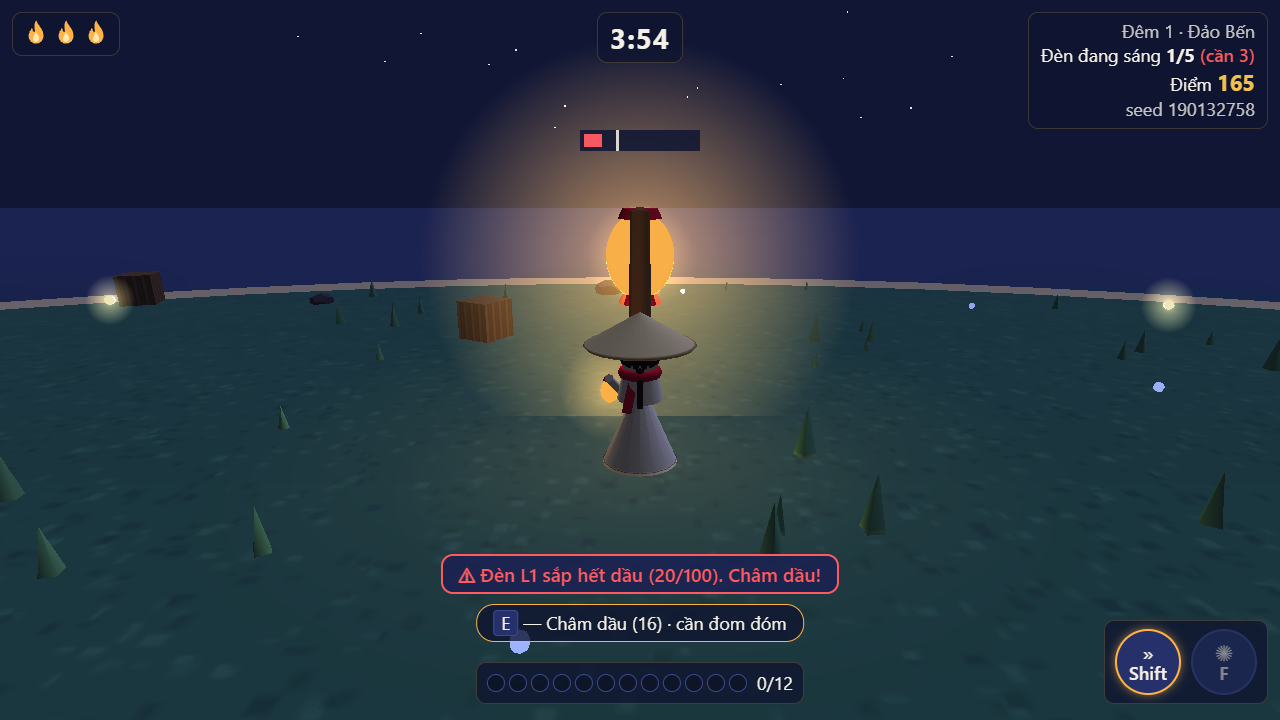 3:54
Đêm 1 · Đảo Bến
Đèn đang sáng 1/5 (cần 3)
Điểm 165
seed 190132758
⚠ Đèn L1 sắp hết dầu (20/100). Châm dầu!
E — Châm dầu (16) · cần đom đóm
0/12
» Shift
F